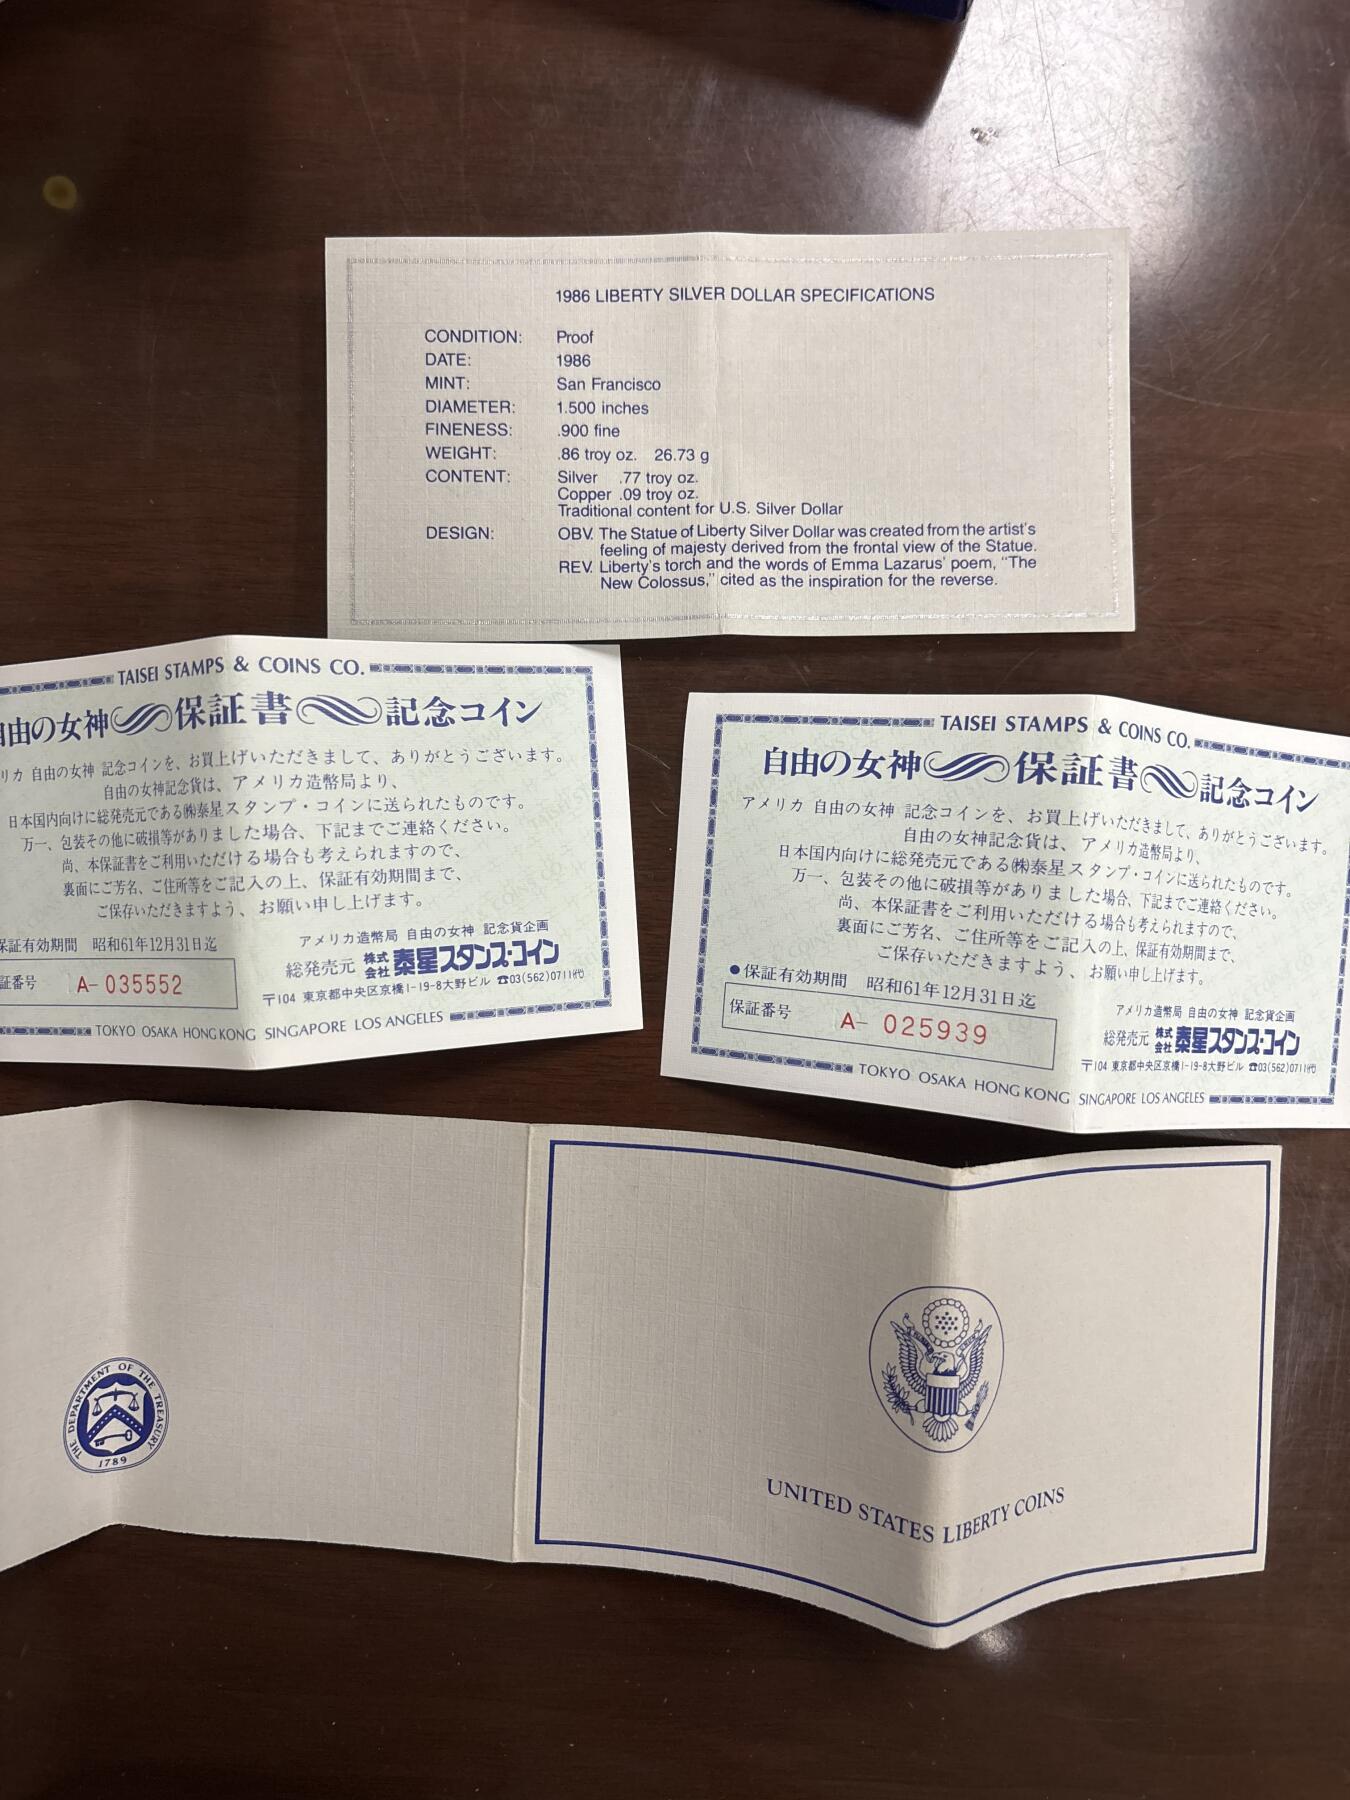 1986 LIBERTY SILVER DOLLAR SPECIFICATIONS
CONDITION: Proof
DATE: 1986
MINT: San Francisco
DIAMETER: 1.500 inches
FINENESS: .900 fine
WEIGHT: .86 troy oz. 26.73 g
CONTENT: Silver .77 troy oz.
Copper .09 troy oz.
Traditional content for U.S. Silver Dollar
DESIGN: OBV. The Statue of Liberty Silver Dollar was created from the artist's
feeling of majesty derived from the frontal view of the Statue.
REV. Liberty's torch and the words of Emma Lazarus' poem, "The
New Colossus," cited as the inspiration for the reverse.
TAISEI STAMPS & COINS CO.
自由の女神 保証書 記念コイン
リカ 自由の女神 記念コインを、お買上げいただきまして、ありがとうございます。
自由の女神記念貨は、アメリカ造幣局より、
日本国内向けに総発売元である㈱泰星スタンプ・コインに送られたものです。
万一、包装その他に破損等がありました場合、下記までご連絡ください。
尚、本保証書をご利用いただける場合も考えられますので、
裏面にご芳名、ご住所等をご記入の上、保証有効期間まで、
ご保存いただきますよう、お願い申し上げます。
保証有効期間 昭和61年12月31日迄
証番号 A- 035552
アメリカ造幣局 自由の女神 記念貨企画
総発売元 株式会社 泰星スタンプ・コイン
〒104 東京都中央区京橋1-19-8大野ビル ☎03(562)0711㈹
TOKYO OSAKA HONG KONG SINGAPORE LOS ANGELES
TAISEI STAMPS & COINS CO.
自由の女神 保証書 記念コイン
アメリカ 自由の女神 記念コインを、お買上げいただきまして、ありがとうございます。
自由の女神記念貨は、アメリカ造幣局より、
日本国内向けに総発売元である㈱泰星スタンプ・コインに送られたものです。
万一、包装その他に破損等がありました場合、下記までご連絡ください。
尚、本保証書をご利用いただける場合も考えられますので、
裏面にご芳名、ご住所等をご記入の上、保証有効期間まで、
ご保存いただきますよう、お願い申し上げます。
●保証有効期間 昭和61年12月31日迄
保証番号 A- 025939
アメリカ造幣局 自由の女神 記念貨企画
総発売元 株式会社 泰星スタンプ・コイン
〒104 東京都中央区京橋1-19-8大野ビル ☎03(562)0711㈹
TOKYO OSAKA HONG KONG SINGAPORE LOS ANGELES
THE DEPARTMENT OF THE TREASURY
1789
UNITED STATES LIBERTY COINS